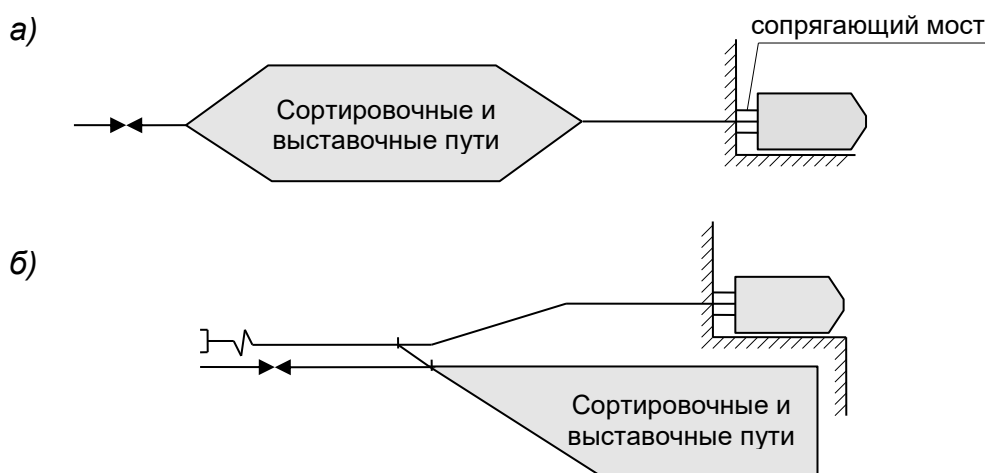 а)
сопрягающий мост
Сортировочные и
выставочные пути
б)
Сортировочные и
выставочные пути